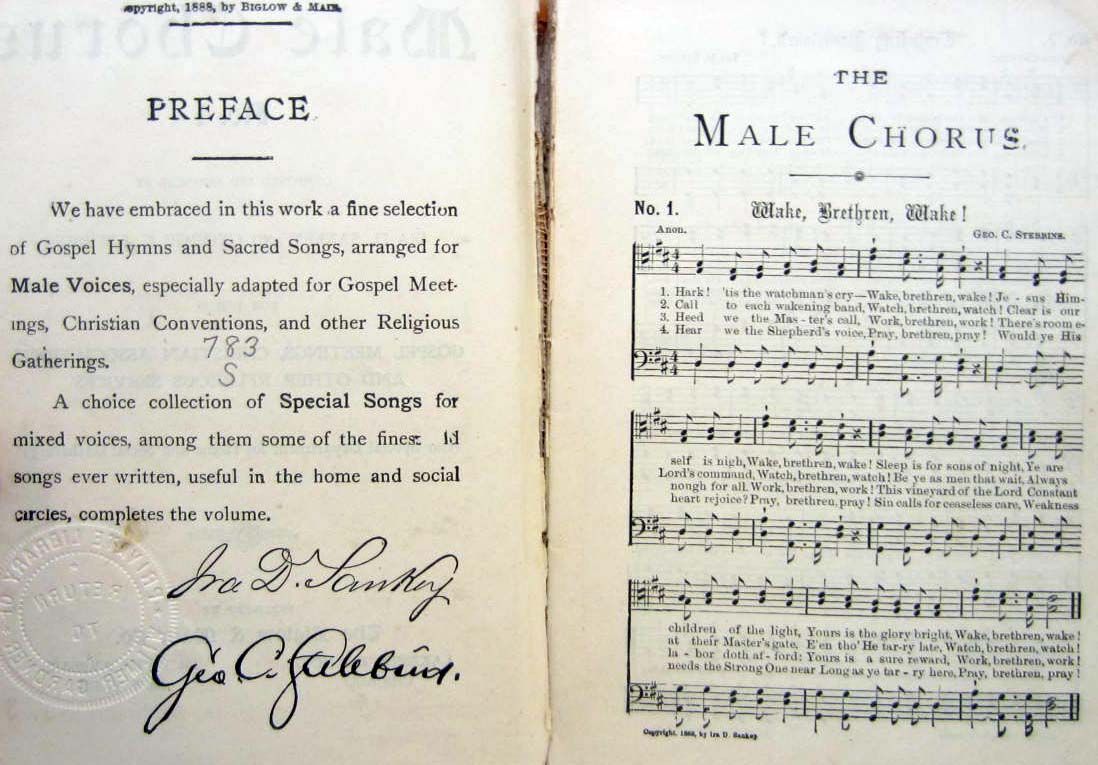 Copyright, 1888, by BIGLOW & MAIN.
PREFACE.
We have embraced in this work a fine selection
of Gospel Hymns and Sacred Songs, arranged for
Male Voices, especially adapted for Gospel Meet-
ings, Christian Conventions, and other Religious
Gatherings.
783
S
A choice collection of Special Songs for
mixed voices, among them some of the finest ld
songs ever written, useful in the home and social
circles, completes the volume.
Ira D. Sankey
Geo. C. Stebbins.
PRIVATE LIBRARY OF
RETURN
TO
THE
MALE CHORUS.
No. 1.
Wake, Brethren, Wake!
Anon.
GEO. C. STEBBINS.
1. Hark! 'tis the watchman's cry—Wake, brethren, wake! Je - sus Him-
2. Call to each wakening band, Watch, brethren, watch! Clear is our
3. Heed we the Mas - ter's call, Work, brethren, work! There's room e-
4. Hear we the Shepherd's voice, Pray, brethren, pray! Would ye His
self is nigh, Wake, brethren, wake! Sleep is for sons of night, Ye are
Lord's command, Watch, brethren, watch! Be ye as men that wait, Always
nough for all. Work, brethren, work! This vineyard of the Lord Constant
heart rejoice? Pray, brethren, pray! Sin calls for ceaseless care, Weakness
children of the light, Yours is the glory bright, Wake, brethren, wake!
at their Master's gate, E'en tho' He tar-ry late, Watch, brethren, watch!
la - bor doth af - ford: Yours is a sure reward, Work, brethren, work!
needs the Strong One near Long as ye tar - ry here, Pray, brethren, pray!
Copyright, 1888, by Ira D. Sankey.